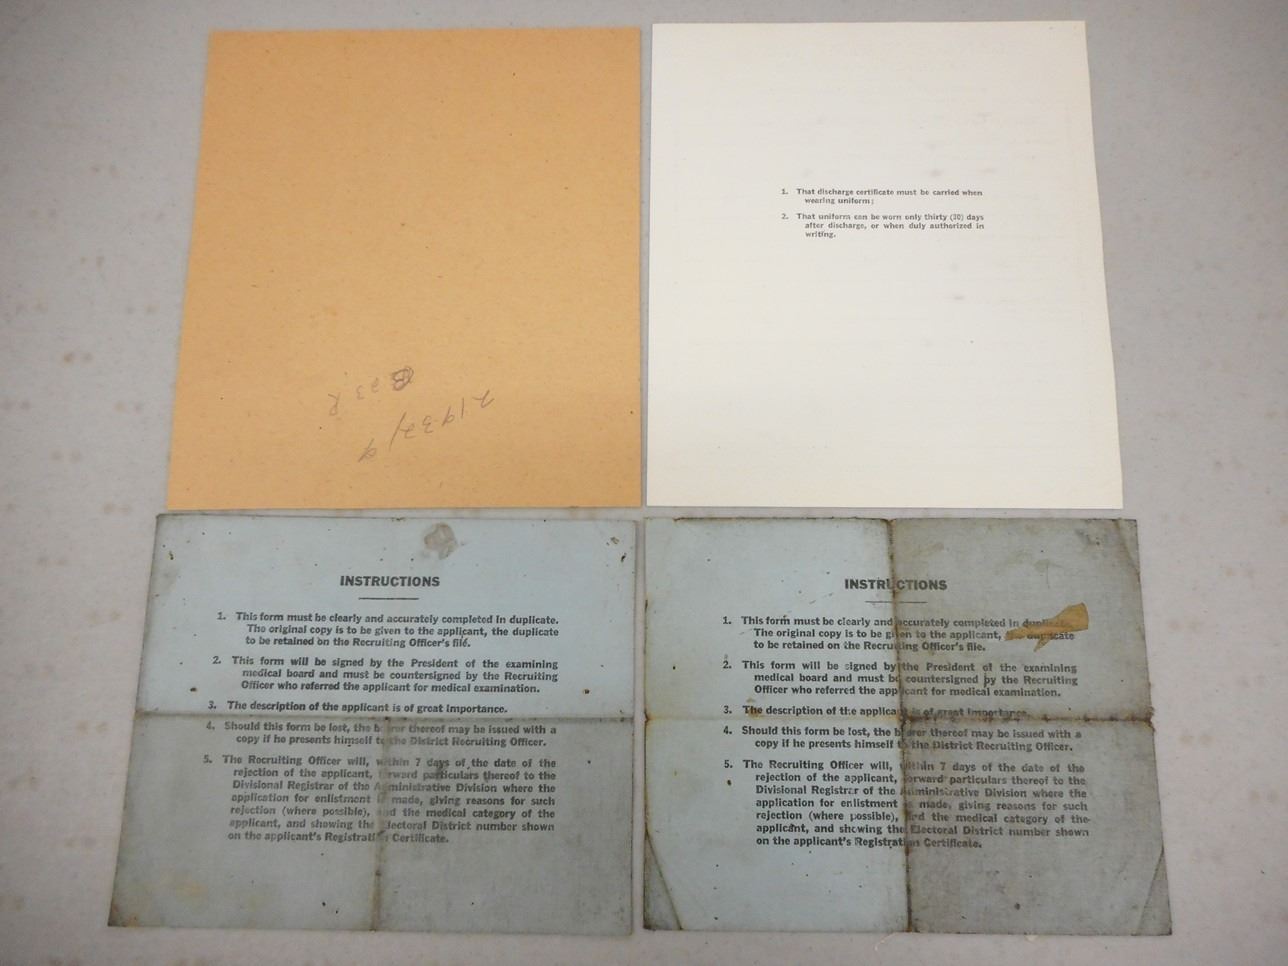 1. That discharge certificate must be carried when
wearing uniform;
2. That uniform can be worn only thirty (30) days
after discharge, or when duly authorized in
writing.
B 23 R
INSTRUCTIONS
1. This form must be clearly and accurately completed in duplicate.
The original copy is to be given to the applicant, the duplicate
to be retained on the Recruiting Officer's file.
2. This form will be signed by the President of the examining
medical board and must be countersigned by the Recruiting
Officer who referred the applicant for medical examination.
3. The description of the applicant is of great importance.
4. Should this form be lost, the bearer thereof may be issued with a
copy if he presents himself to the District Recruiting Officer.
5. The Recruiting Officer will, within 7 days of the date of the
rejection of the applicant, forward particulars thereof to the
Divisional Registrar of the Administrative Division where the
application for enlistment is made, giving reasons for such
rejection (where possible), and the medical category of the
applicant, and showing the Electoral District number shown
on the applicant's Registration Certificate.
INSTRUCTIONS
1. This form must be clearly and accurately completed in duplicate.
The original copy is to be given to the applicant, the duplicate
to be retained on the Recruiting Officer's file.
2. This form will be signed by the President of the examining
medical board and must be countersigned by the Recruiting
Officer who referred the applicant for medical examination.
3. The description of the applicant is of great importance.
4. Should this form be lost, the bearer thereof may be issued with a
copy if he presents himself to the District Recruiting Officer.
5. The Recruiting Officer will, within 7 days of the date of the
rejection of the applicant, forward particulars thereof to the
Divisional Registrar of the Administrative Division where the
application for enlistment is made, giving reasons for such
rejection (where possible), and the medical category of the
applicant, and showing the Electoral District number shown
on the applicant's Registration Certificate.